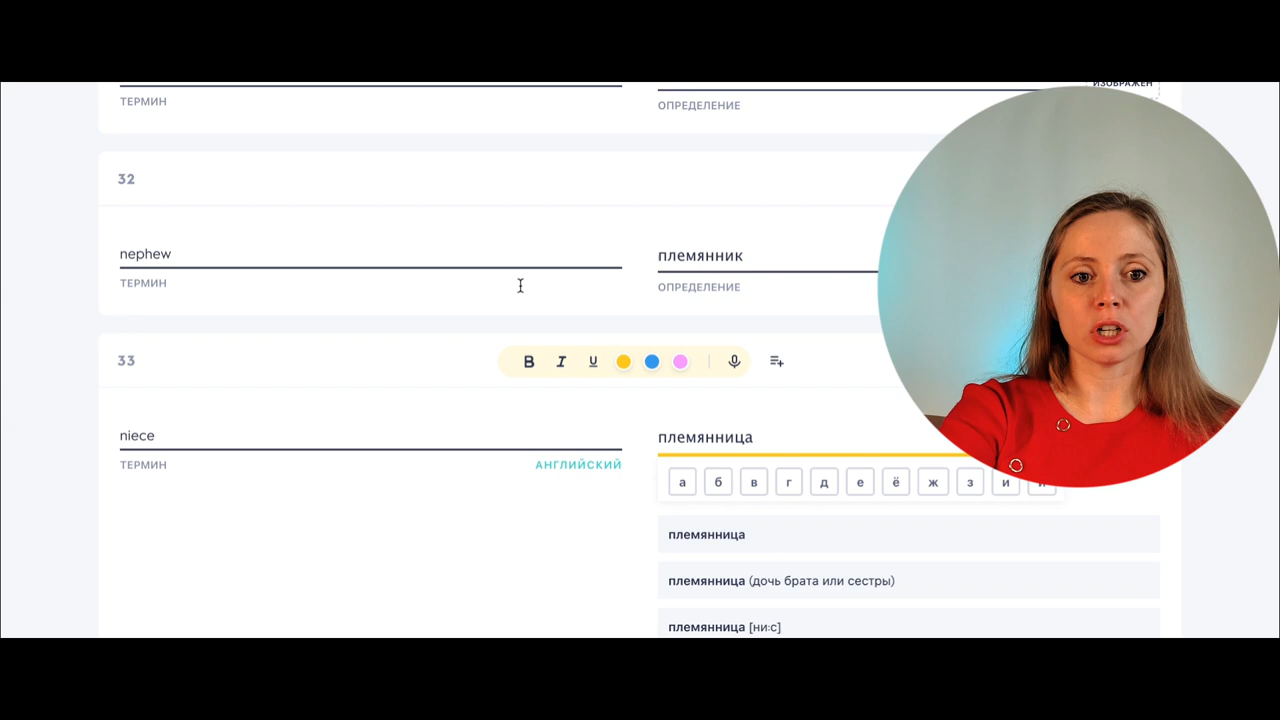 ТЕРМИН
ОПРЕДЕЛЕНИЕ
ИЗОБРАЖЕН
32
nephew
племянник
ТЕРМИН
ОПРЕДЕЛЕНИЕ
33
B I U
niece
племянница
ТЕРМИН
АНГЛИЙСКИЙ
а б в г д е ё ж з и
племянница
племянница (дочь брата или сестры)
племянница [ни:с]